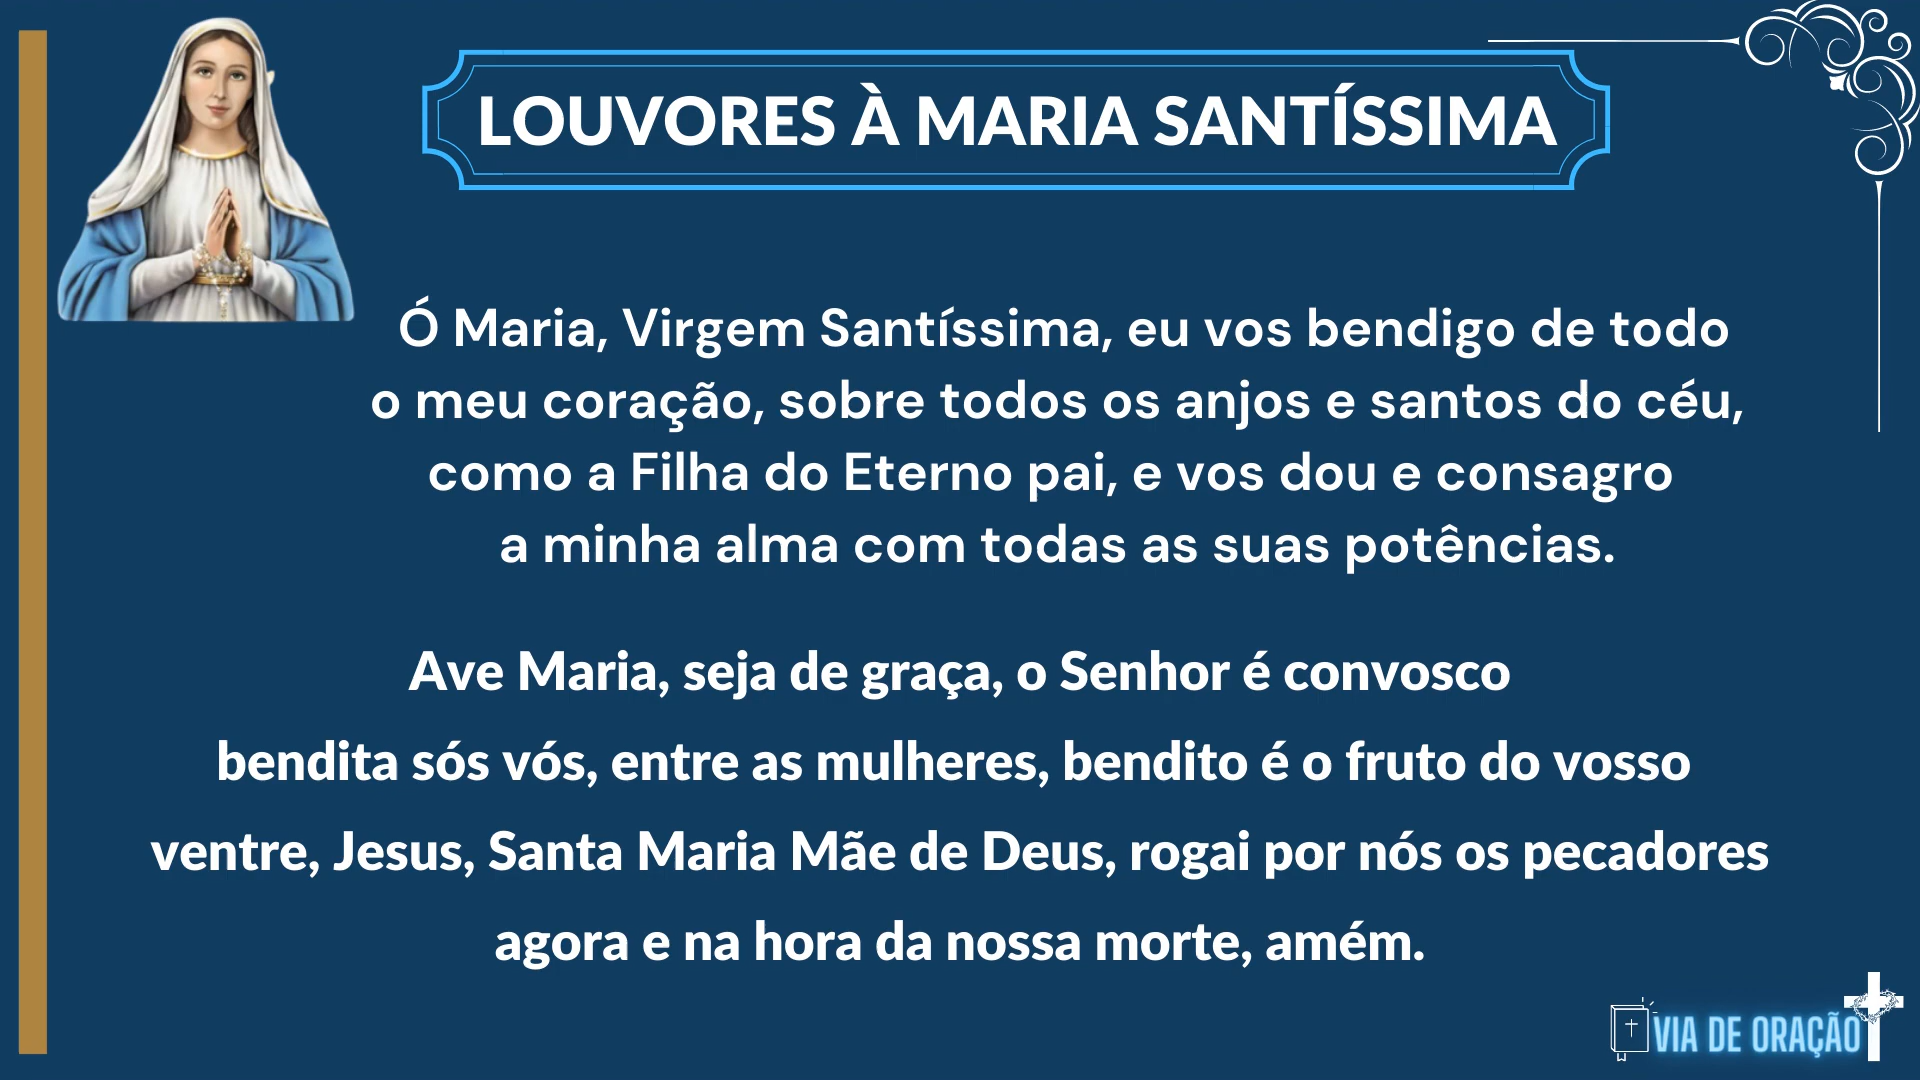 LOUVORES À MARIA SANTÍSSIMA
Ó Maria, Virgem Santíssima, eu vos bendigo de todo
o meu coração, sobre todos os anjos e santos do céu,
como a Filha do Eterno pai, e vos dou e consagro
a minha alma com todas as suas potências.
Ave Maria, seja de graça, o Senhor é convosco
bendita sós vós, entre as mulheres, bendito é o fruto do vosso
ventre, Jesus, Santa Maria Mãe de Deus, rogai por nós os pecadores
agora e na hora da nossa morte, amém.
VIA DE ORAÇÃO